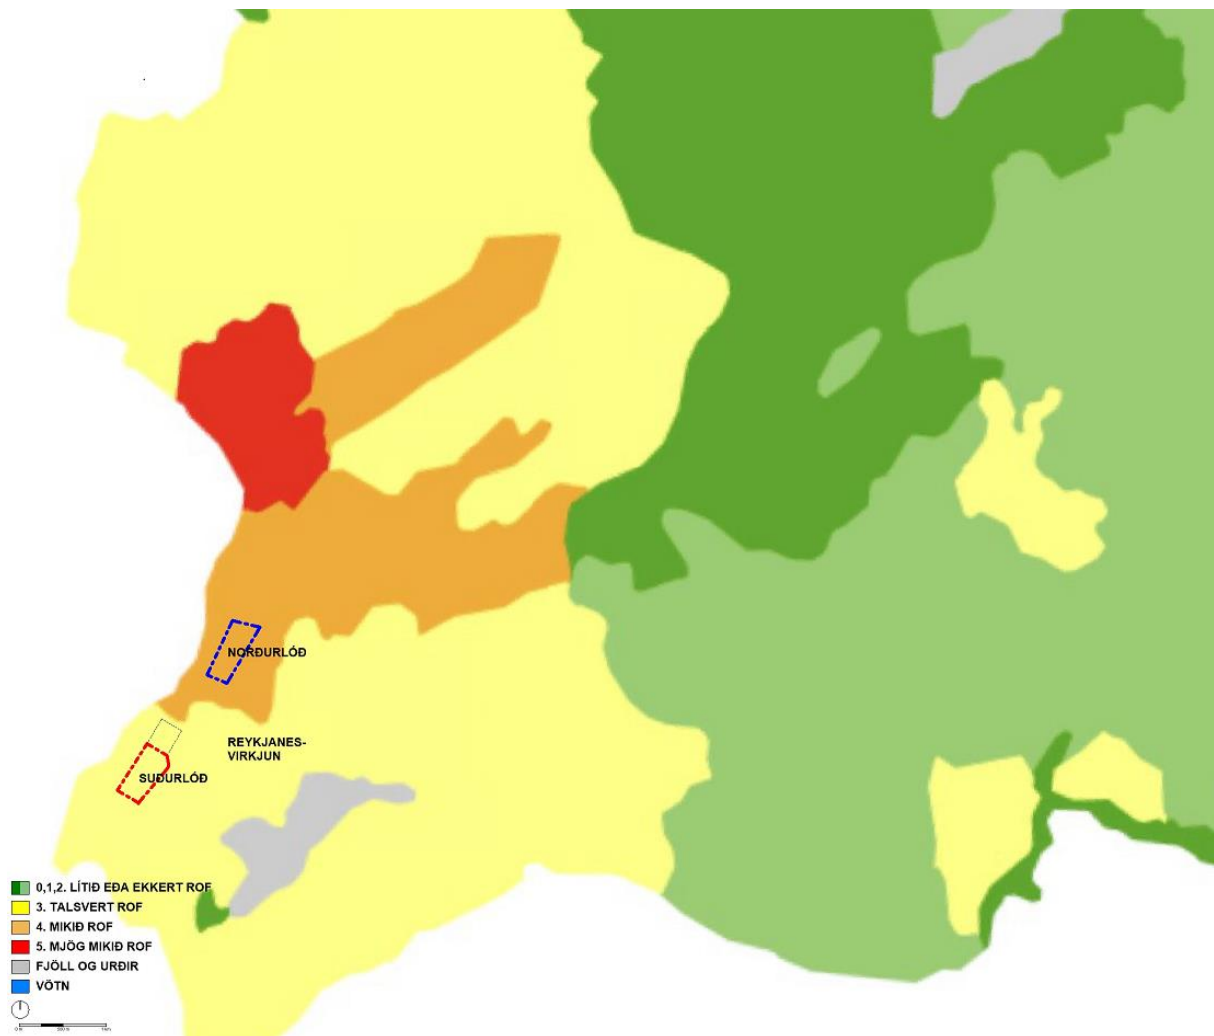 NORÐURLÓÐ
REYKJANES-
VIRKJUN
SUÐURLÓÐ
0,1,2. LÍTIÐ EÐA EKKERT ROF
3. TALSVERT ROF
4. MIKIÐ ROF
5. MJÖG MIKIÐ ROF
FJÖLL OG URÐIR
VÖTN